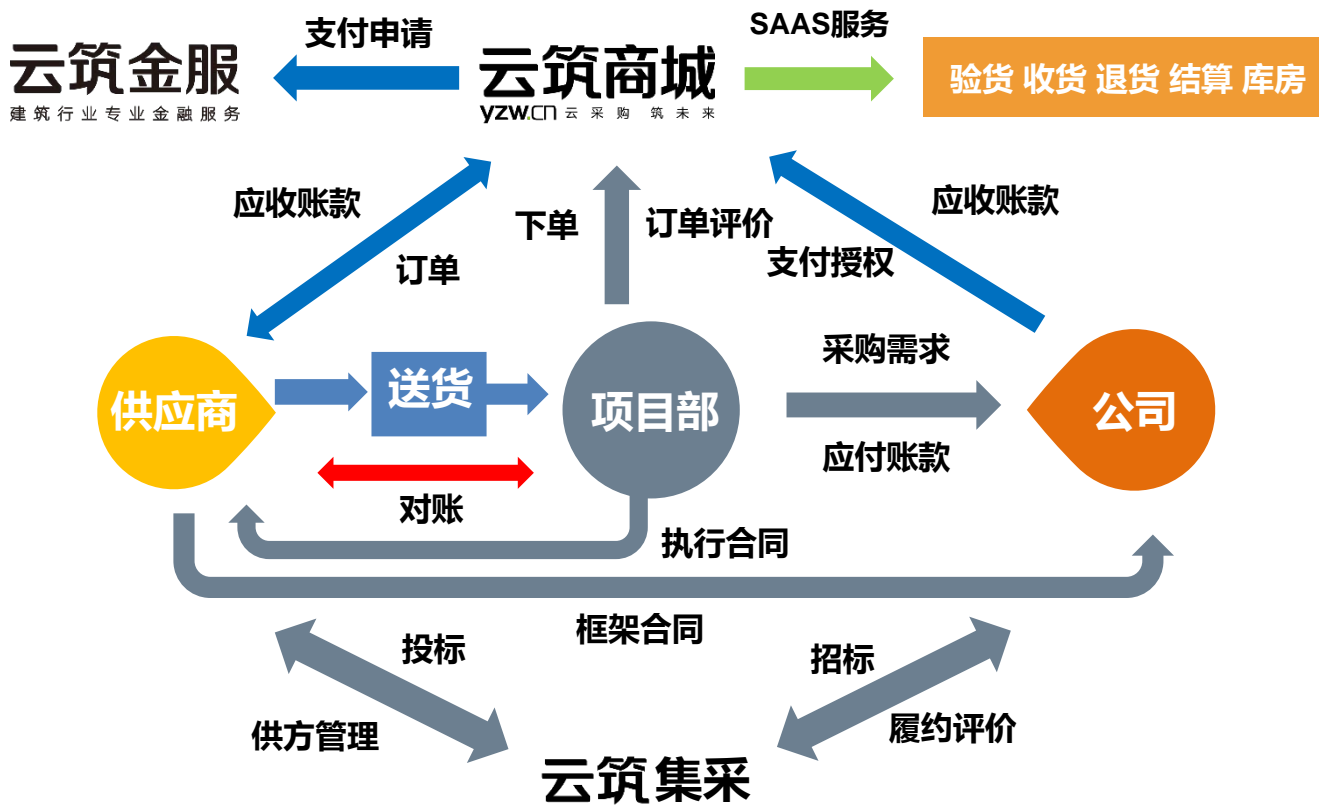 支付申请
SAAS服务
云筑金服
建筑行业专业金融服务
云筑商城
yzw.cn 云采购 筑未来
验货 收货 退货 结算 库房
应收账款
订单
下单
订单评价
应收账款
支付授权
供应商
送货
项目部
采购需求
应付账款
公司
对账
执行合同
框架合同
投标
供方管理
招标
履约评价
云筑集采